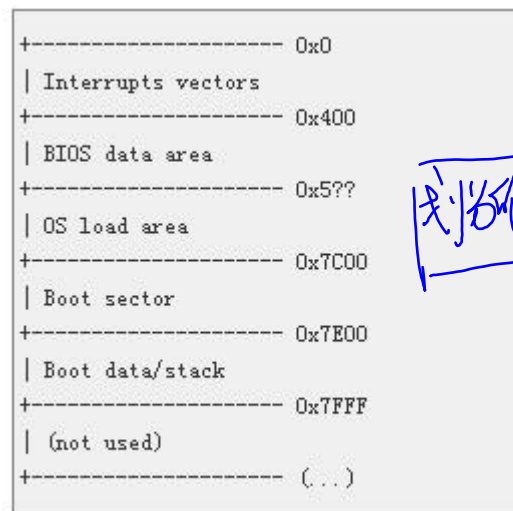 +--------------------- 0x0
| Interrupts vectors
+--------------------- 0x400
| BIOS data area
+--------------------- 0x5??
| OS load area
+--------------------- 0x7C00
| Boot sector
+--------------------- 0x7E00
| Boot data/stack
+--------------------- 0x7FFF
| (not used)
+--------------------- (...)